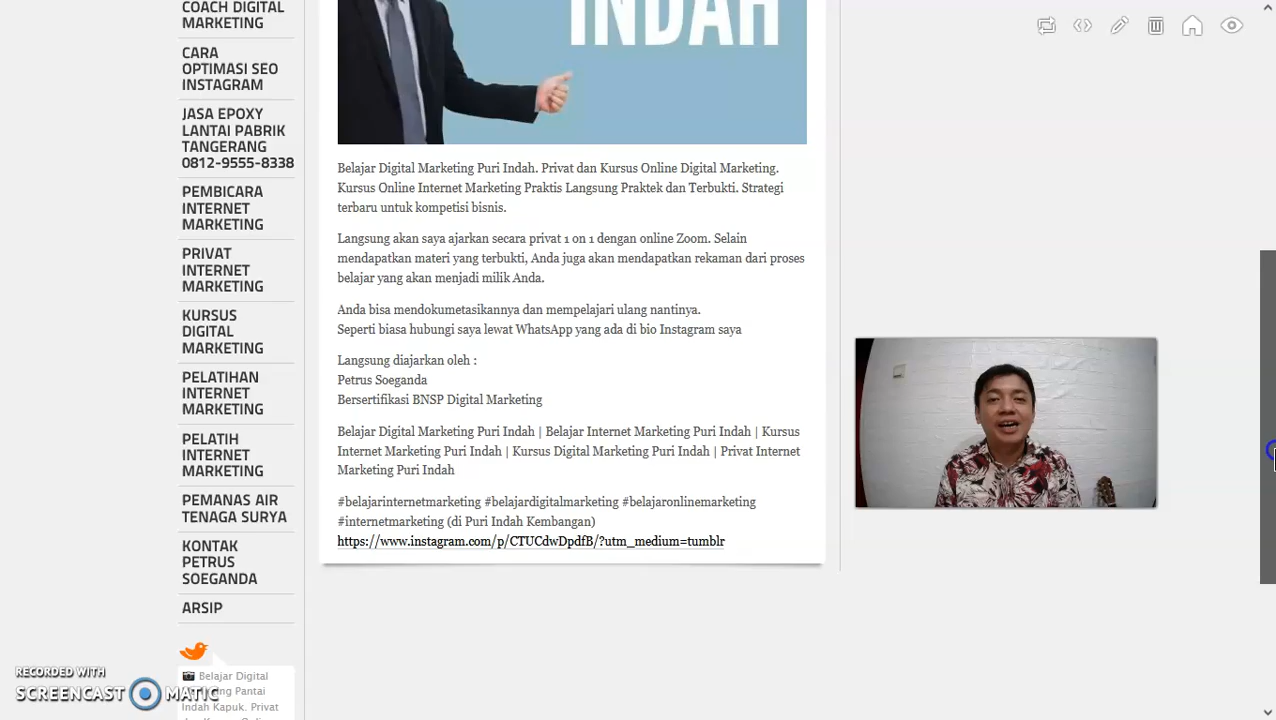 COACH DIGITAL
MARKETING
CARA
OPTIMASI SEO
INSTAGRAM
JASA EPOXY
LANTAI PABRIK
TANGERANG
0812-9555-8338
PEMBICARA
INTERNET
MARKETING
PRIVAT
INTERNET
MARKETING
KURSUS
DIGITAL
MARKETING
PELATIHAN
INTERNET
MARKETING
PELATIH
INTERNET
MARKETING
PEMANAS AIR
TENAGA SURYA
KONTAK
PETRUS
SOEGANDA
ARSIP
Belajar Digital
Pantai
Indah Kapuk. Privat
INDAH
Belajar Digital Marketing Puri Indah. Privat dan Kursus Online Digital Marketing.
Kursus Online Internet Marketing Praktis Langsung Praktek dan Terbukti. Strategi
terbaru untuk kompetisi bisnis.
Langsung akan saya ajarkan secara privat 1 on 1 dengan online Zoom. Selain
mendapatkan materi yang terbukti, Anda juga akan mendapatkan rekaman dari proses
belajar yang akan menjadi milik Anda.
Anda bisa mendokumetasikannya dan mempelajari ulang nantinya.
Seperti biasa hubungi saya lewat WhatsApp yang ada di bio Instagram saya
Langsung diajarkan oleh :
Petrus Soeganda
Bersertifikasi BNSP Digital Marketing
Belajar Digital Marketing Puri Indah | Belajar Internet Marketing Puri Indah | Kursus
Internet Marketing Puri Indah | Kursus Digital Marketing Puri Indah | Privat Internet
Marketing Puri Indah
#belajarinternetmarketing #belajardigitalmarketing #belajaronlinemarketing
#internetmarketing (di Puri Indah Kembangan)
https://www.instagram.com/p/CTUCdwDpdfB/?utm_medium=tumblr
RECORDED WITH
SCREENCAST MATIC